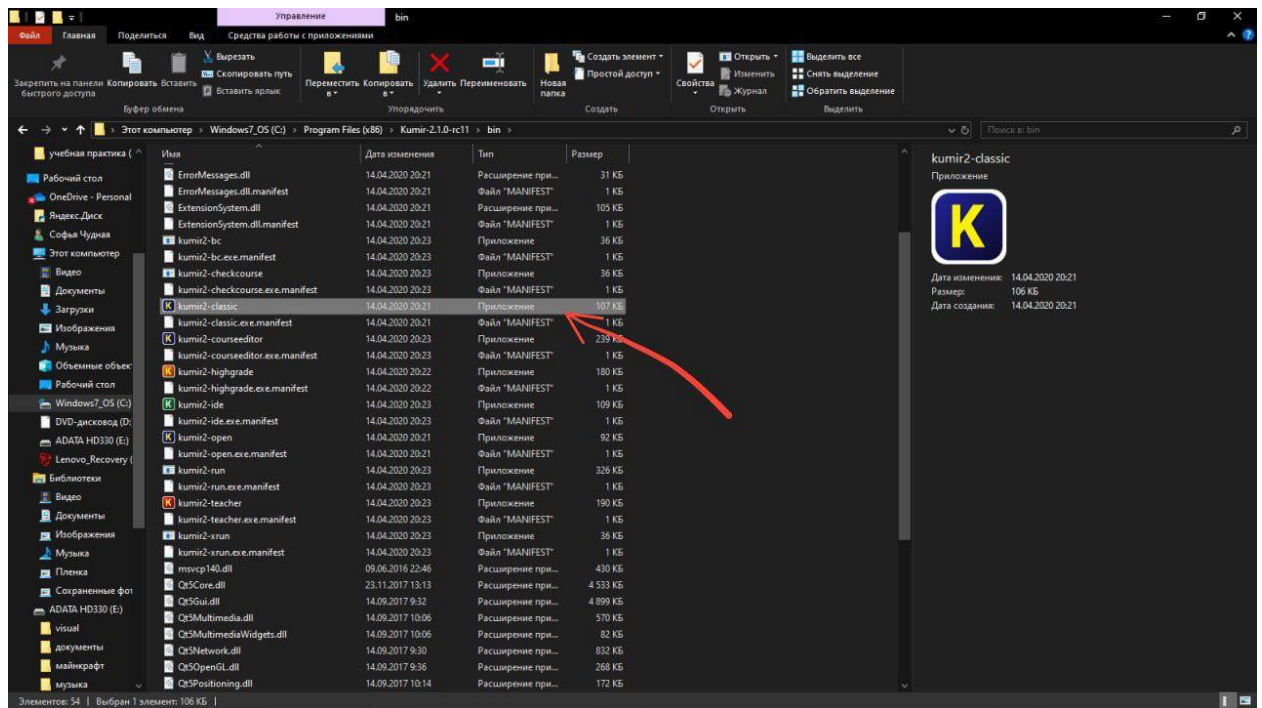 Управление
bin
Файл Главная Поделиться Вид Средства работы с приложениями
Закрепить на панели быстрого доступа
Копировать
Вставить
Вырезать
Скопировать путь
Вставить ярлык
Буфер обмена
Переместить в
Копировать в
Удалить
Переименовать
Упорядочить
Новая папка
Создать элемент
Простой доступ
Создать
Свойства
Открыть
Изменить
Журнал
Открыть
Выделить все
Снять выделение
Обратить выделение
Выделить
Этот компьютер › Windows7_OS (C:) › Program Files (x86) › Kumir-2.1.0-rc11 › bin ›
Поиск в: bin
учебная практика (
Рабочий стол
OneDrive - Personal
Яндекс.Диск
Софья Чудная
Этот компьютер
Видео
Документы
Загрузки
Изображения
Музыка
Объемные объек
Рабочий стол
Windows7_OS (C:)
DVD-дисковод (D:
ADATA HD330 (E:)
Lenovo_Recovery (
Библиотеки
Видео
Документы
Изображения
Музыка
Пленка
Сохраненные фот
ADATA HD330 (E:)
visual
документы
майнкрафт
музыка
Имя Дата изменения Тип Размер
ErrorMessages.dll 14.04.2020 20:21 Расширение при... 31 КБ
ErrorMessages.dll.manifest 14.04.2020 20:21 Файл "MANIFEST" 1 КБ
ExtensionSystem.dll 14.04.2020 20:21 Расширение при... 105 КБ
ExtensionSystem.dll.manifest 14.04.2020 20:21 Файл "MANIFEST" 1 КБ
kumir2-bc 14.04.2020 20:23 Приложение 36 КБ
kumir2-bc.exe.manifest 14.04.2020 20:23 Файл "MANIFEST" 1 КБ
kumir2-checkcourse 14.04.2020 20:23 Приложение 36 КБ
kumir2-checkcourse.exe.manifest 14.04.2020 20:23 Файл "MANIFEST" 1 КБ
kumir2-classic 14.04.2020 20:21 Приложение 107 КБ
kumir2-classic.exe.manifest 14.04.2020 20:21 Файл "MANIFEST" 1 КБ
kumir2-courseeditor 14.04.2020 20:23 Приложение 239 КБ
kumir2-courseeditor.exe.manifest 14.04.2020 20:23 Файл "MANIFEST" 1 КБ
kumir2-highgrade 14.04.2020 20:22 Приложение 180 КБ
kumir2-highgrade.exe.manifest 14.04.2020 20:22 Файл "MANIFEST" 1 КБ
kumir2-ide 14.04.2020 20:23 Приложение 109 КБ
kumir2-ide.exe.manifest 14.04.2020 20:23 Файл "MANIFEST" 1 КБ
kumir2-open 14.04.2020 20:21 Приложение 92 КБ
kumir2-open.exe.manifest 14.04.2020 20:21 Файл "MANIFEST" 1 КБ
kumir2-run 14.04.2020 20:23 Приложение 326 КБ
kumir2-run.exe.manifest 14.04.2020 20:23 Файл "MANIFEST" 1 КБ
kumir2-teacher 14.04.2020 20:23 Приложение 190 КБ
kumir2-teacher.exe.manifest 14.04.2020 20:23 Файл "MANIFEST" 1 КБ
kumir2-xrun 14.04.2020 20:23 Приложение 36 КБ
kumir2-xrun.exe.manifest 14.04.2020 20:23 Файл "MANIFEST" 1 КБ
msvcp140.dll 09.06.2016 22:46 Расширение при... 430 КБ
Qt5Core.dll 23.11.2017 13:13 Расширение при... 4 533 КБ
Qt5Gui.dll 14.09.2017 9:32 Расширение при... 4 899 КБ
Qt5Multimedia.dll 14.09.2017 10:06 Расширение при... 570 КБ
Qt5MultimediaWidgets.dll 14.09.2017 10:06 Расширение при... 82 КБ
Qt5Network.dll 14.09.2017 9:30 Расширение при... 832 КБ
Qt5OpenGL.dll 14.09.2017 9:36 Расширение при... 268 КБ
Qt5Positioning.dll 14.09.2017 10:14 Расширение при... 172 КБ
kumir2-classic
Приложение
K
Дата изменения: 14.04.2020 20:21
Размер: 106 КБ
Дата создания: 14.04.2020 20:21
Элементов: 54 Выбран 1 элемент: 106 КБ